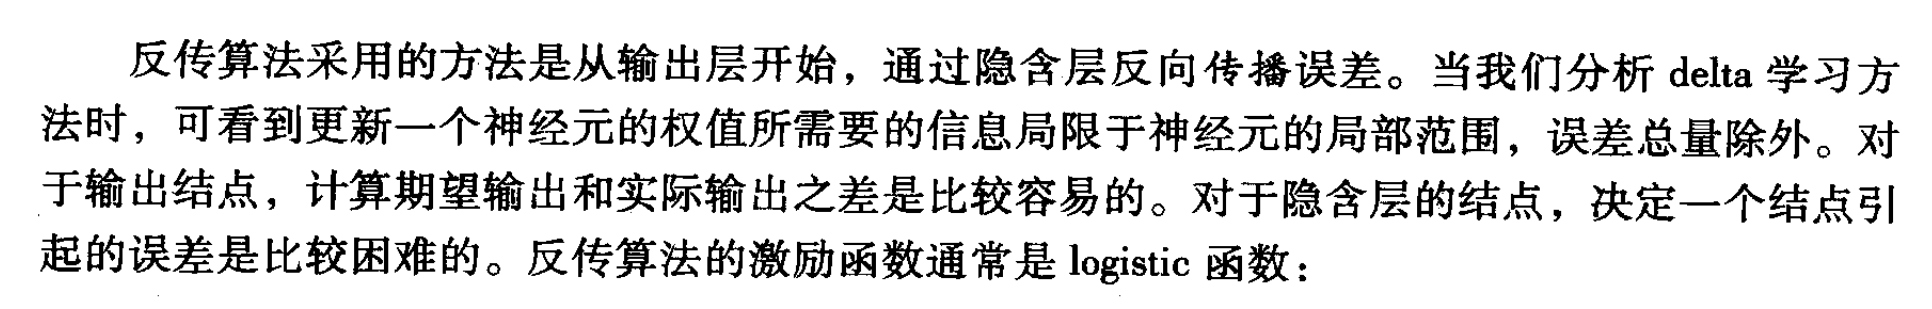 反传算法采用的方法是从输出层开始，通过隐含层反向传播误差。当我们分析 delta 学习方
法时，可看到更新一个神经元的权值所需要的信息局限于神经元的局部范围，误差总量除外。对
于输出结点，计算期望输出和实际输出之差是比较容易的。对于隐含层的结点，决定一个结点引
起的误差是比较困难的。反传算法的激励函数通常是 logistic 函数：